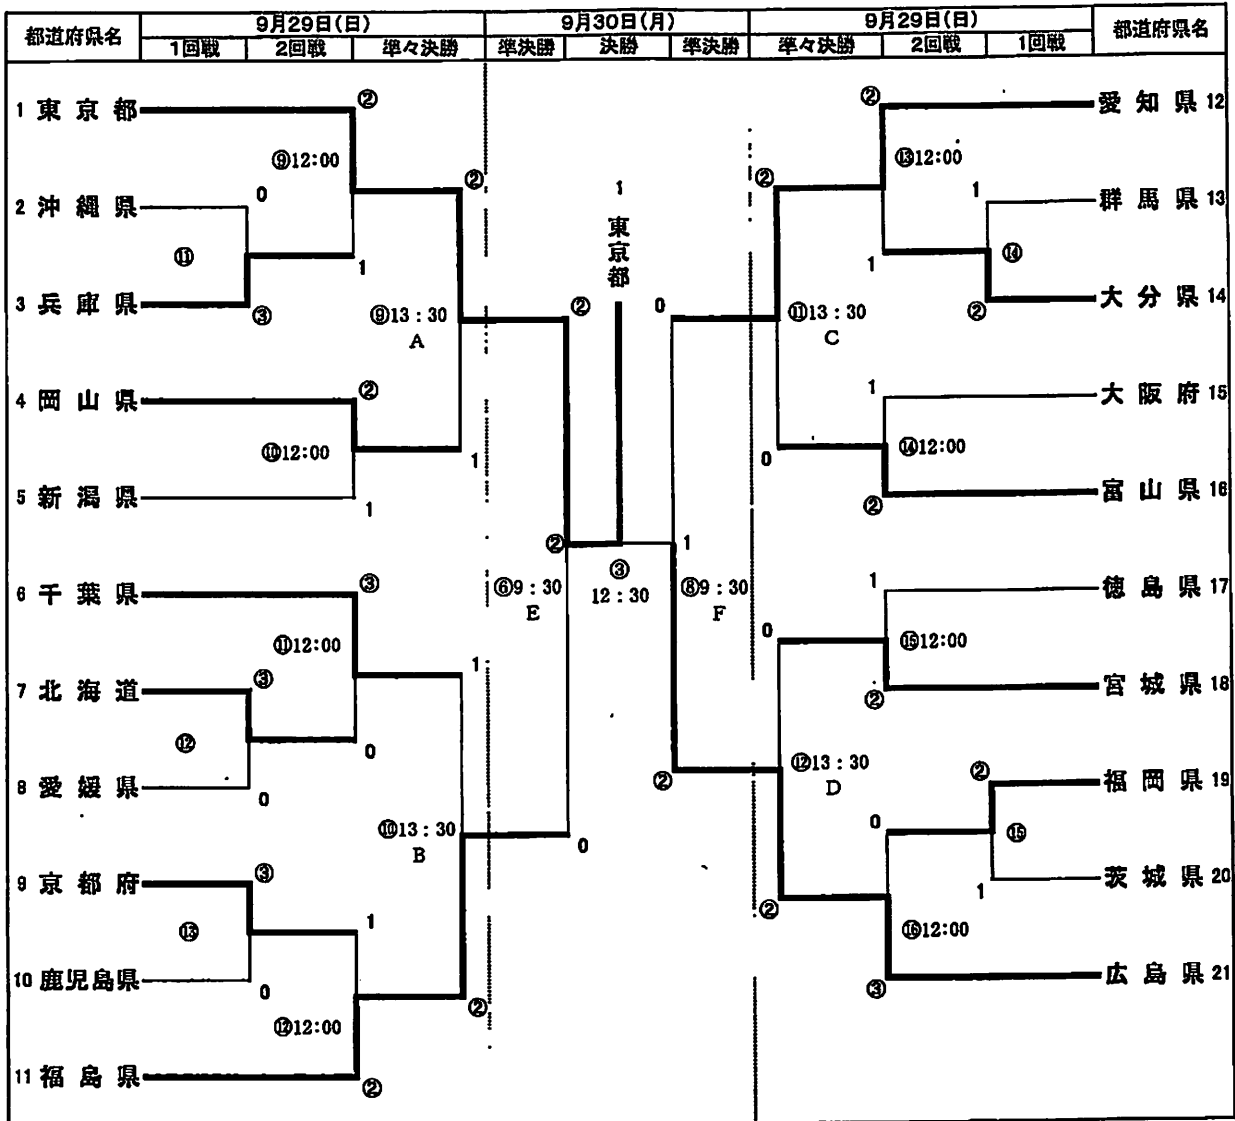 都道府県名 9月29日(日) 9月30日(月) 9月29日(日) 都道府県名
1回戦 2回戦 準々決勝 準決勝 決勝 準決勝 準々決勝 2回戦 1回戦
② ②
1 東京都 愛知県 12
⑨12:00 ⑬12:00
② 1 ②
0 1
2 沖縄県 群馬県 13
東京都
⑪ 1 1 ⑭
3 兵庫県 大分県 14
③ ② 0 ②
⑨13:30 ⑪13:30
A C
② 1
4 岡山県 大阪府 15
⑩12:00 ⑭12:00
1 0
5 新潟県 富山県 16
1 ②
② 1
③ 1
6 千葉県 徳島県 17
⑥9:30 ③ ⑧9:30
E 12:30 F
⑪12:00 ⑮12:00
1 0
③
7 北海道 宮城県 18
②
⑫ 0 ②
⑫13:30 ②
D
8 愛媛県 福岡県 19
0
⑩13:30 0 ⑮
B 0
③
9 京都府 茨城県 20
1 ② 1
⑬ ⑯12:00
10 鹿児島県 広島県 21
0 ② ③
⑫12:00
11 福島県
②